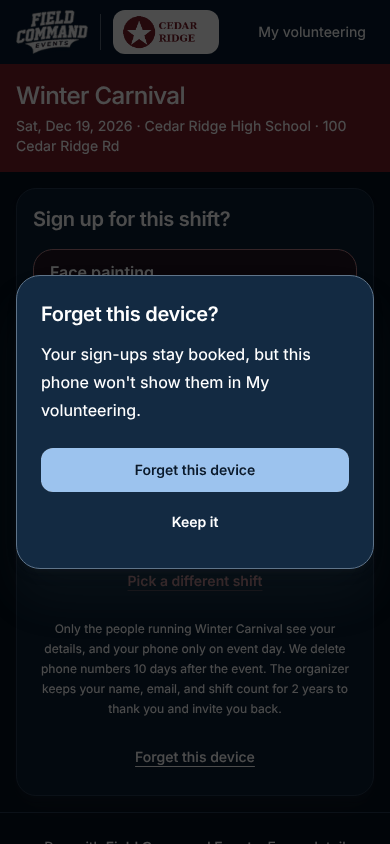 FIELD
COMMAND
EVENTS
CEDAR
RIDGE
My volunteering
Winter Carnival
Sat, Dec 19, 2026 · Cedar Ridge High School · 100
Cedar Ridge Rd
Sign up for this shift?
Face painting
Forget this device?
Your sign-ups stay booked, but this
phone won't show them in My
volunteering.
Forget this device
Keep it
Pick a different shift
Only the people running Winter Carnival see your
details, and your phone only on event day. We delete
phone numbers 10 days after the event. The organizer
keeps your name, email, and shift count for 2 years to
thank you and invite you back.
Forget this device